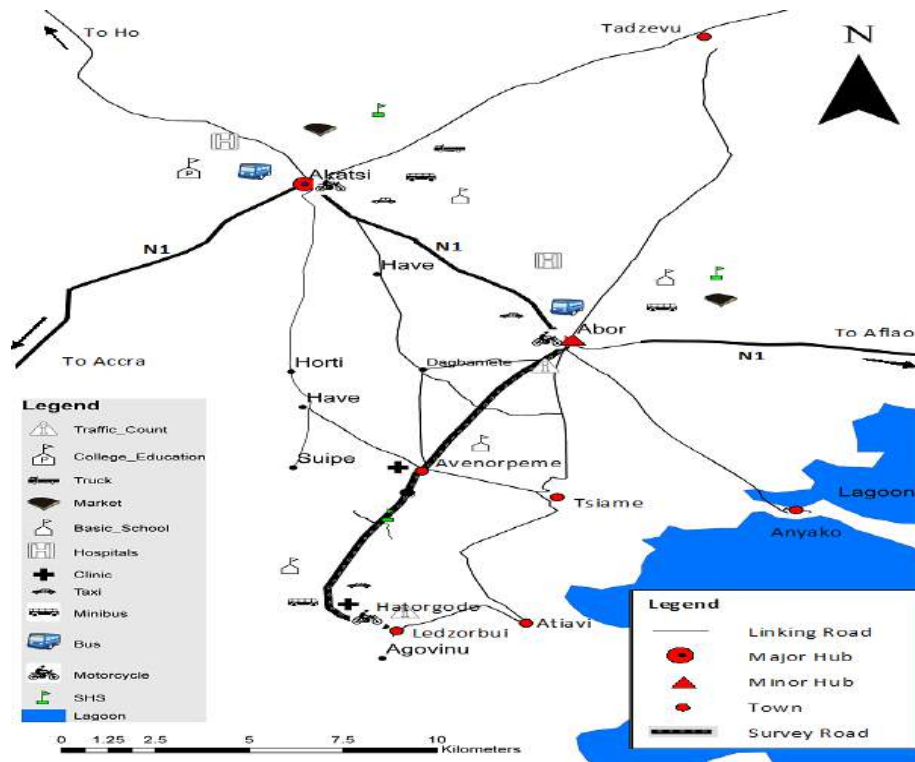 Tadzevu
To Ho
N
H
Akatsi
P
N1
N1
Have
H
Abor
To Aflao
N1
To Accra
Horti
Dagbamete
Have
Suipe
Avenorpeme
Tsiame
Lagoon
Anyako
Hatorgode
Ledzorbui
Atiavi
Agovinu
Legend
Traffic_Count
P
College_Education
Truck
Market
Basic_School
H
Hospitals
Clinic
Taxi
Minibus
Bus
Motorcycle
SHS
Lagoon
Legend
Linking Road
Major Hub
Minor Hub
Town
Survey Road
0 1.25 2.5 5 7.5 10
Kilometers